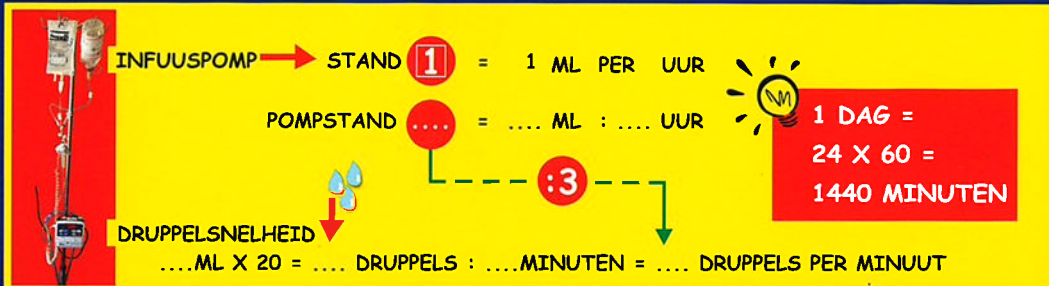 INFUUSPOMP STAND 1 = 1 ML PER UUR
POMPSTAND .... = .... ML : .... UUR
:3
1 DAG =
24 X 60 =
1440 MINUTEN
DRUPPELSNELHEID
....ML X 20 = .... DRUPPELS : ....MINUTEN = .... DRUPPELS PER MINUUT